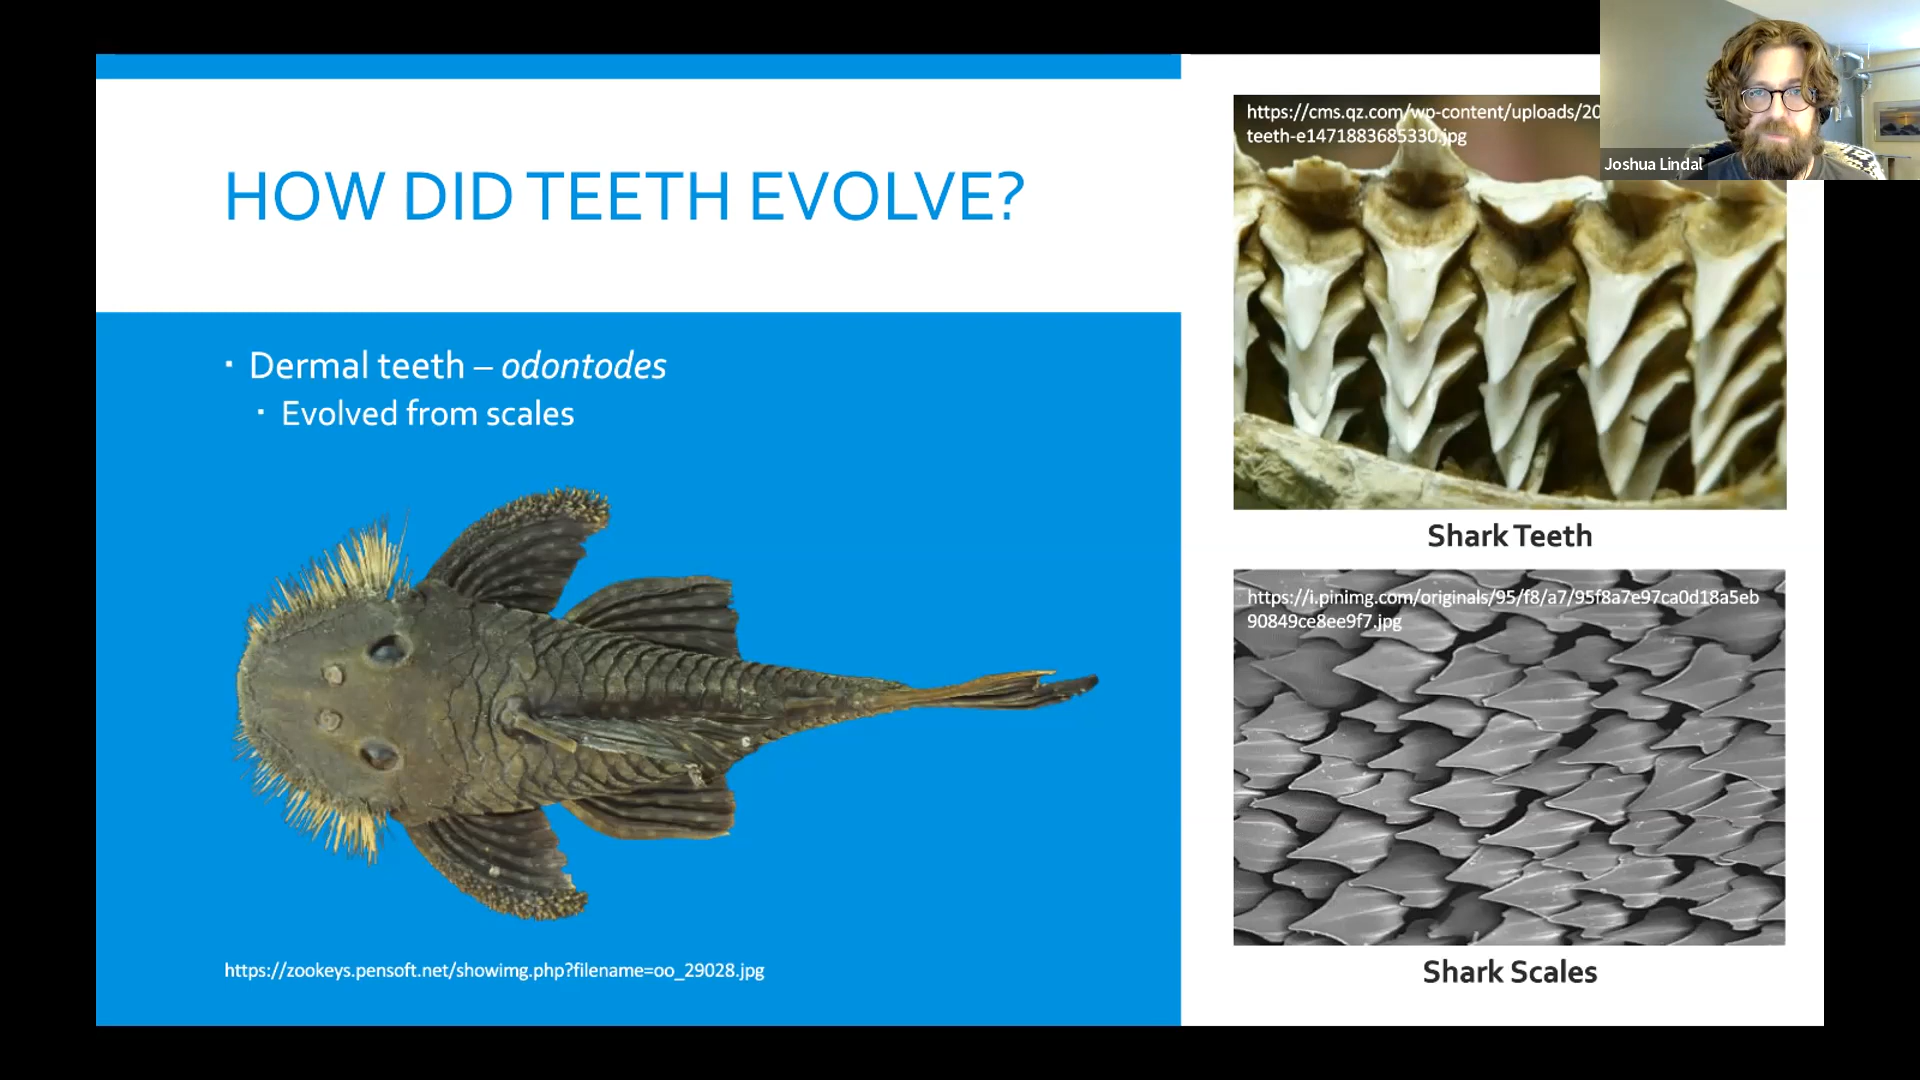 HOW DID TEETH EVOLVE?
▪ Dermal teeth – odontodes
▪ Evolved from scales
https://zookeys.pensoft.net/showimg.php?filename=oo_29028.jpg
https://cms.qz.com/wp-content/uploads/20
teeth-e1471883685330.jpg
Shark Teeth
https://i.pinimg.com/originals/95/f8/a7/95f8a7e97ca0d18a5eb
90849ce8ee9f7.jpg
Shark Scales
Joshua Lindal